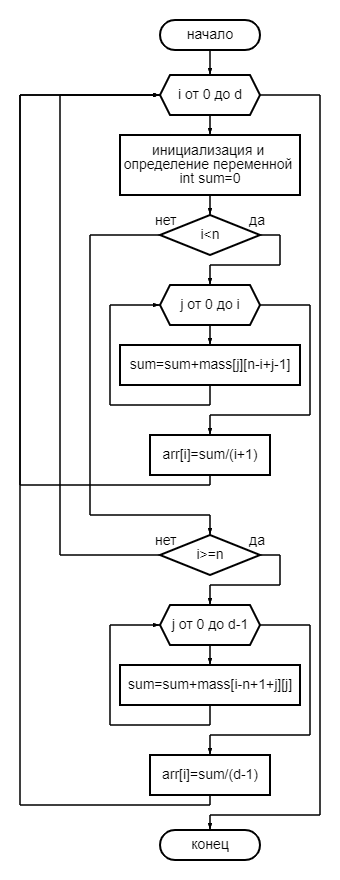 начало
i от 0 до d
инициализация и
определение переменной
int sum=0
нет
да
i<n
j от 0 до i
sum=sum+mass[j][n-i+j-1]
arr[i]=sum/(i+1)
нет
да
i>=n
j от 0 до d-1
sum=sum+mass[i-n+1+j][j]
arr[i]=sum/(d-1)
конец